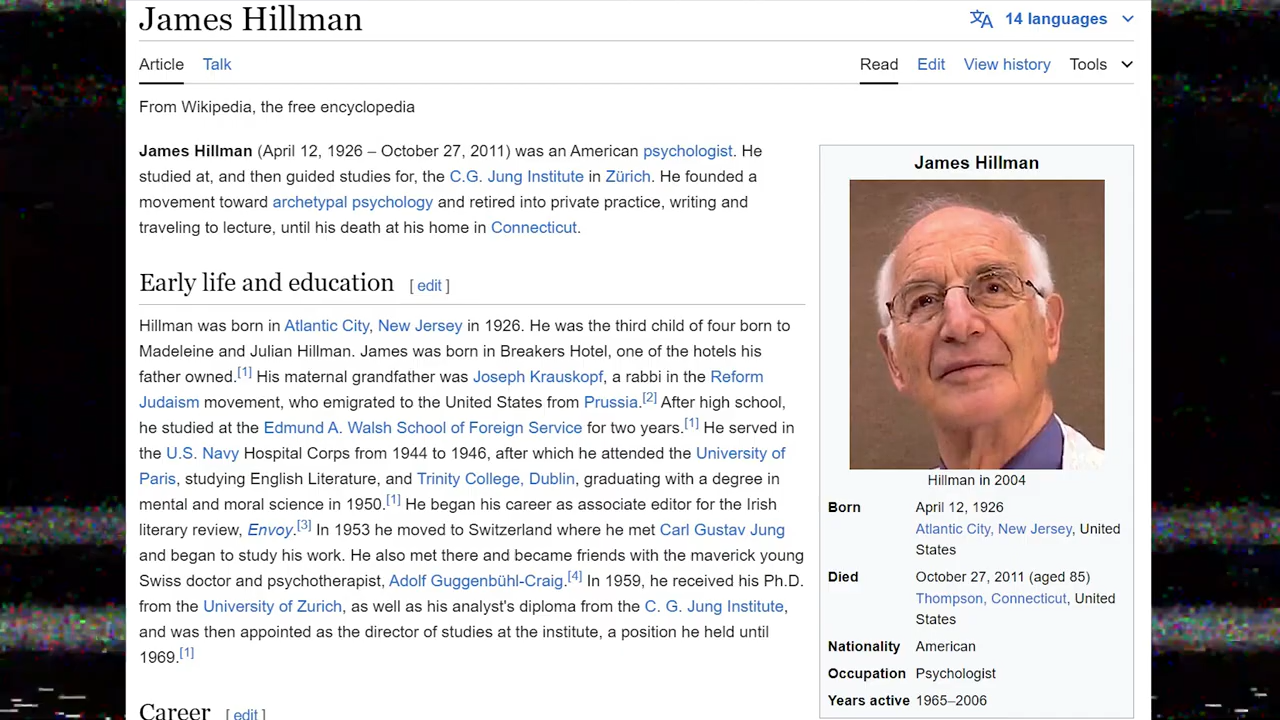 James Hillman
14 languages
Article Talk
Read Edit View history Tools
From Wikipedia, the free encyclopedia
James Hillman (April 12, 1926 – October 27, 2011) was an American psychologist. He
studied at, and then guided studies for, the C.G. Jung Institute in Zürich. He founded a
movement toward archetypal psychology and retired into private practice, writing and
traveling to lecture, until his death at his home in Connecticut.
Early life and education [ edit ]
Hillman was born in Atlantic City, New Jersey in 1926. He was the third child of four born to
Madeleine and Julian Hillman. James was born in Breakers Hotel, one of the hotels his
father owned.[1] His maternal grandfather was Joseph Krauskopf, a rabbi in the Reform
Judaism movement, who emigrated to the United States from Prussia.[2] After high school,
he studied at the Edmund A. Walsh School of Foreign Service for two years.[1] He served in
the U.S. Navy Hospital Corps from 1944 to 1946, after which he attended the University of
Paris, studying English Literature, and Trinity College, Dublin, graduating with a degree in
mental and moral science in 1950.[1] He began his career as associate editor for the Irish
literary review, Envoy.[3] In 1953 he moved to Switzerland where he met Carl Gustav Jung
and began to study his work. He also met there and became friends with the maverick young
Swiss doctor and psychotherapist, Adolf Guggenbühl-Craig.[4] In 1959, he received his Ph.D.
from the University of Zurich, as well as his analyst's diploma from the C. G. Jung Institute,
and was then appointed as the director of studies at the institute, a position he held until
1969.[1]
Career [ edit ]
James Hillman
Hillman in 2004
Born April 12, 1926
Atlantic City, New Jersey, United
States
Died October 27, 2011 (aged 85)
Thompson, Connecticut, United
States
Nationality American
Occupation Psychologist
Years active 1965–2006